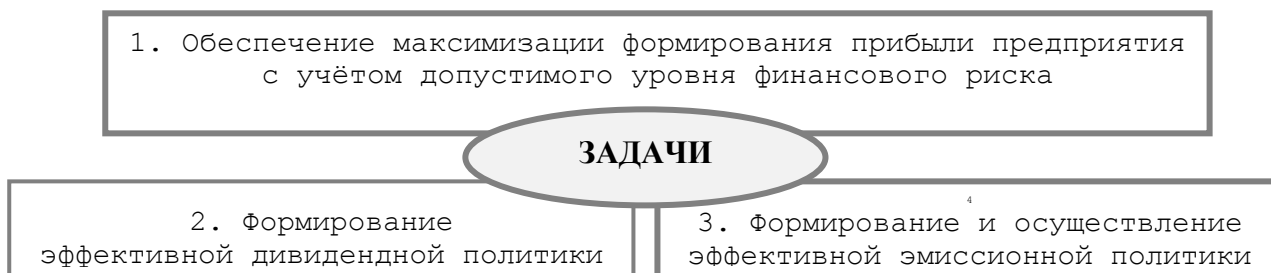 1. Обеспечение максимизации формирования прибыли предприятия
с учётом допустимого уровня финансового риска
ЗАДАЧИ
2. Формирование
эффективной дивидендной политики
4
3. Формирование и осуществление
эффективной эмиссионной политики